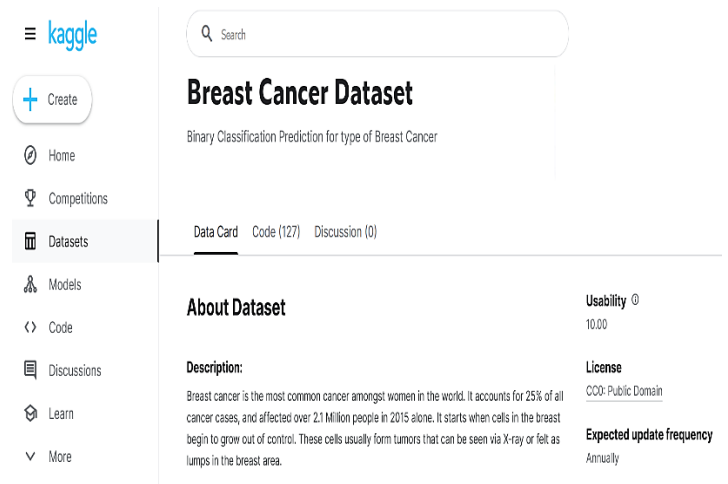 kaggle
Search
Create
Home
Competitions
Datasets
Models
Code
Discussions
Learn
More
Breast Cancer Dataset
Binary Classification Prediction for type of Breast Cancer
Data Card Code (127) Discussion (0)
About Dataset
Description:
Breast cancer is the most common cancer amongst women in the world. It accounts for 25% of all
cancer cases, and affected over 2.1 Million people in 2015 alone. It starts when cells in the breast
begin to grow out of control. These cells usually form tumors that can be seen via X-ray or felt as
lumps in the breast area.
Usability
10.00
License
CC0: Public Domain
Expected update frequency
Annually